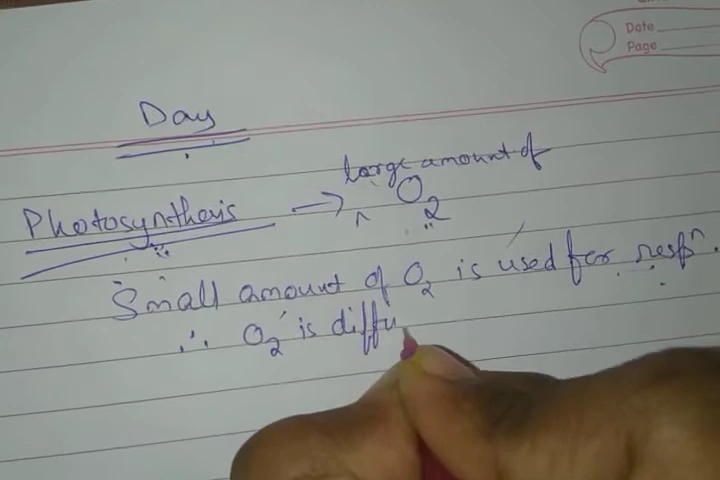 Date
Page
Day
large amount of
Photosynthesis → ^ O₂
Small amount of O₂ is used for respⁿ.
∴ O₂ is diffu